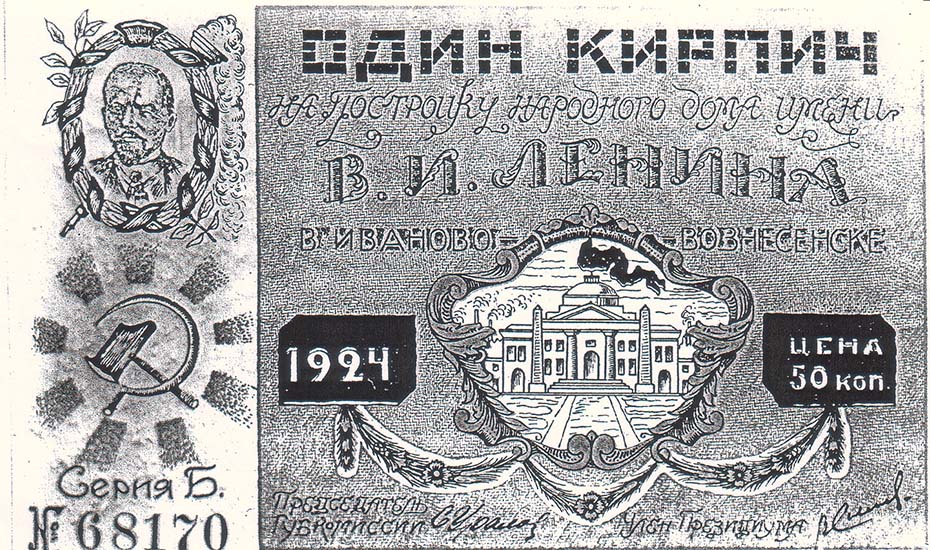 ОДИН КИРПИЧ
НА ПОСТРОЙКУ НАРОДНОГО ДОМА ИМЕНИ
В. И. ЛЕНИНА
В Г ИВАНОВО-ВОЗНЕСЕНСКЕ
1924
ЦЕНА
50 КОП.
Серия Б.
№ 68170
ПРЕДСЕДАТЕЛЬ
ГУБКОМИССИИ
ЧЛЕН ПРЕЗИДИУМА